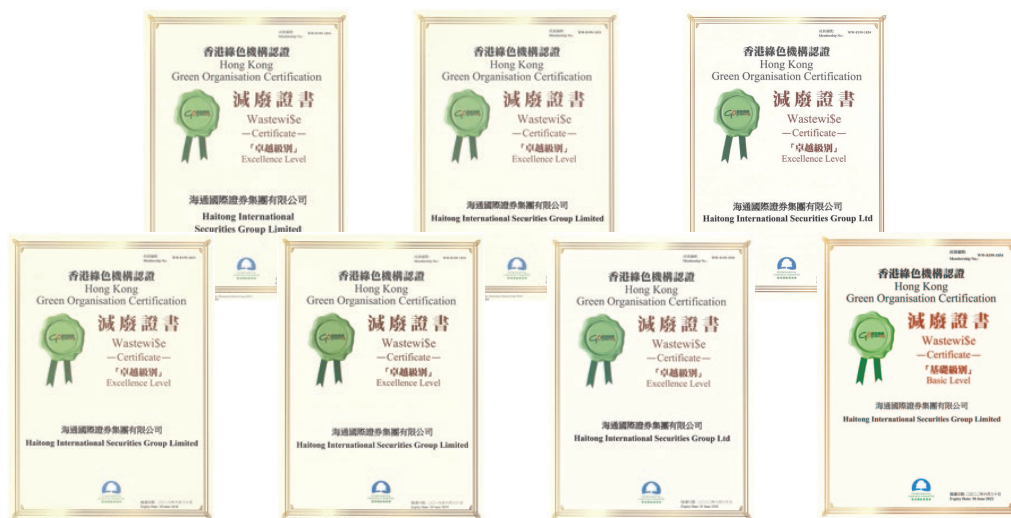 香港綠色機構認證
Hong Kong
Green Organisation Certification
減廢證書
Wastewi$e
—Certificate—
「卓越級別」
Excellence Level
海通國際證券集團有限公司
Haitong International
Securities Group Limited
香港綠色機構認證
Hong Kong
Green Organisation Certification
減廢證書
Wastewi$e
—Certificate—
「卓越級別」
Excellence Level
海通國際證券集團有限公司
Haitong International Securities Group Limited
香港綠色機構認證
Hong Kong
Green Organisation Certification
減廢證書
Wastewi$e
—Certificate—
「卓越級別」
Excellence Level
海通國際證券集團有限公司
Haitong International Securities Group Ltd
香港綠色機構認證
Hong Kong
Green Organisation Certification
減廢證書
Wastewi$e
—Certificate—
「卓越級別」
Excellence Level
海通國際證券集團有限公司
Haitong International Securities Group Limited
香港綠色機構認證
Hong Kong
Green Organisation Certification
減廢證書
Wastewi$e
—Certificate—
「卓越級別」
Excellence Level
海通國際證券集團有限公司
Haitong International Securities Group Limited
香港綠色機構認證
Hong Kong
Green Organisation Certification
減廢證書
Wastewi$e
—Certificate—
「卓越級別」
Excellence Level
海通國際證券集團有限公司
Haitong International Securities Group Ltd
Membership No.
香港綠色機構認證
Hong Kong
Green Organisation Certification
減廢證書
Wastewi$e
—Certificate—
「基礎級別」
Basic Level
海通國際證券集團有限公司
Haitong International Securities Group Limited